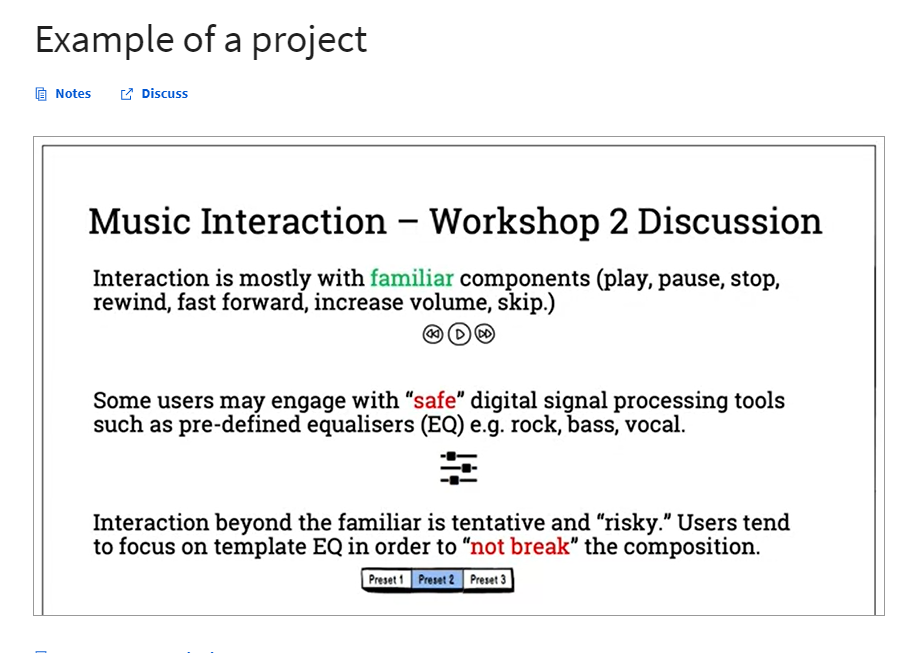 Example of a project
Notes Discuss
Music Interaction – Workshop 2 Discussion
Interaction is mostly with familiar components (play, pause, stop,
rewind, fast forward, increase volume, skip.)
Some users may engage with “safe” digital signal processing tools
such as pre-defined equalisers (EQ) e.g. rock, bass, vocal.
Interaction beyond the familiar is tentative and “risky.” Users tend
to focus on template EQ in order to “not break” the composition.
Preset 1 Preset 2 Preset 3